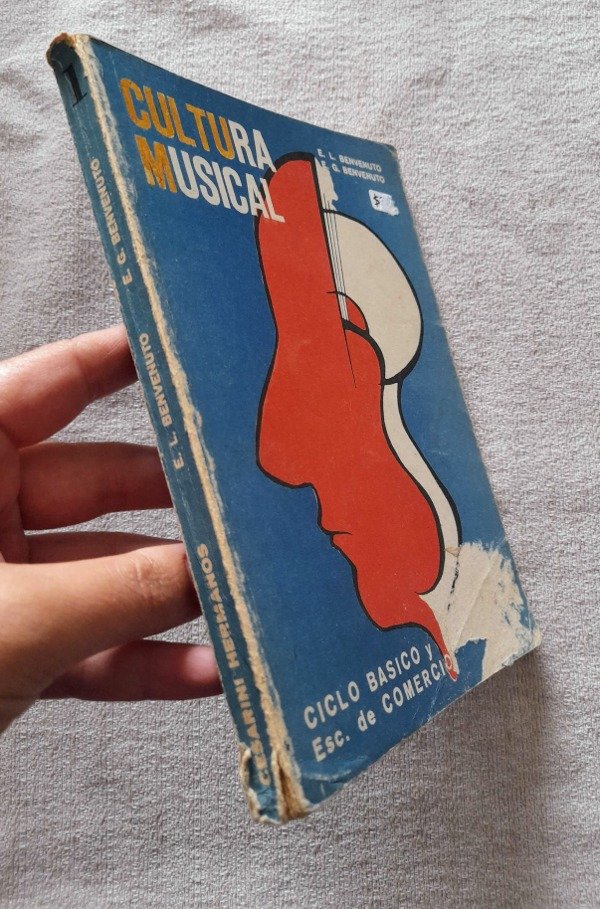 CULTURA
MUSICAL
E. L. BENVENUTO
E. G. BENVENUTO
CICLO BASICO y
Esc. de COMERCIO
1
E. G. BENVENUTO
E. L. BENVENUTO
CESARINI HERMANOS